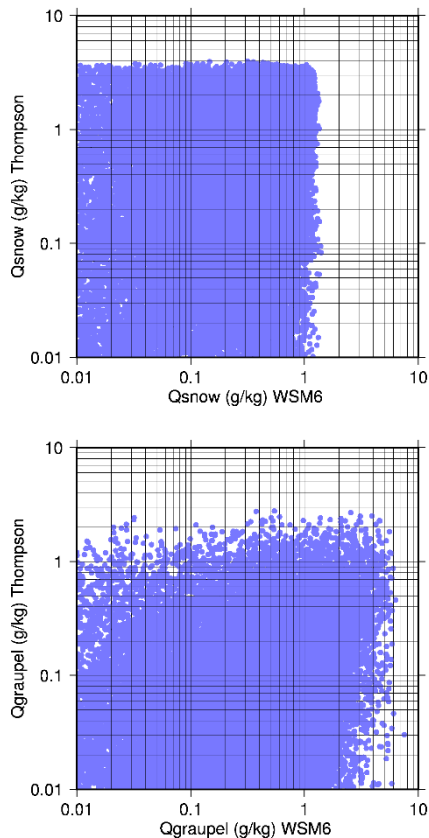 10
1
0.1
0.01
Qsnow (g/kg) Thompson
0.01 0.1 1 10
Qsnow (g/kg) WSM6
10
1
0.1
0.01
Qgraupel (g/kg) Thompson
0.01 0.1 1 10
Qgraupel (g/kg) WSM6